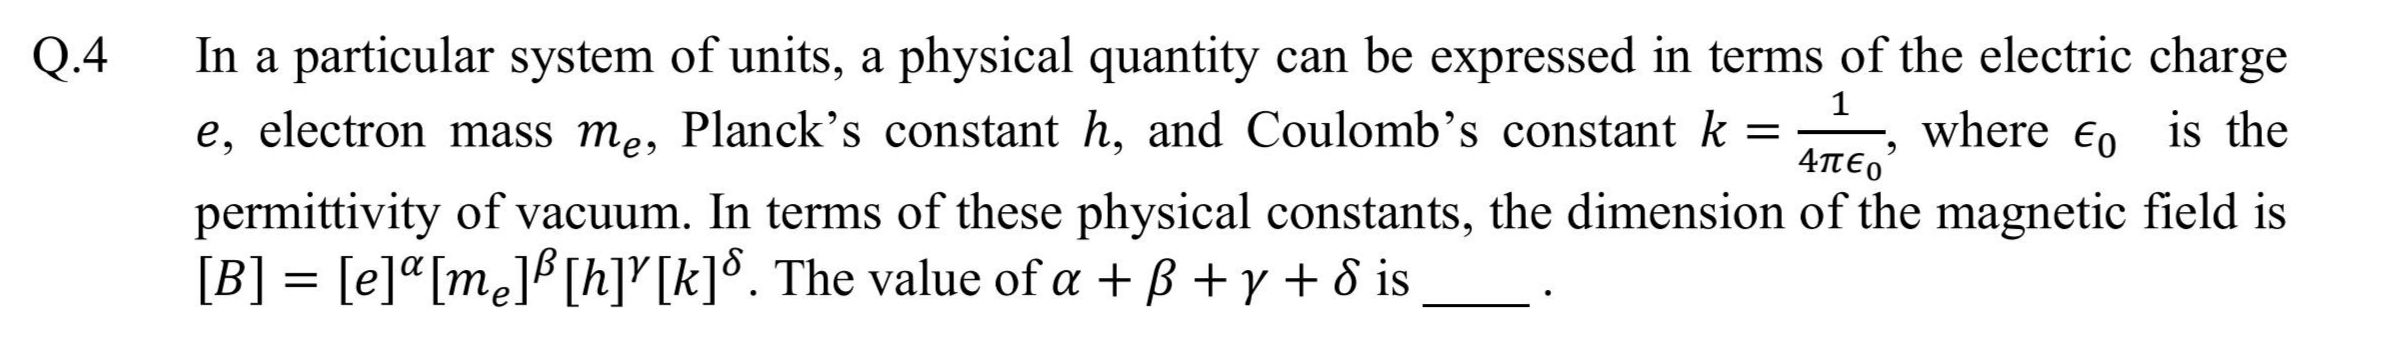 Q.4 In a particular system of units, a physical quantity can be expressed in terms of the electric charge
e, electron mass mₑ, Planck’s constant h, and Coulomb’s constant k = 1/(4πϵ₀), where ϵ₀ is the
permittivity of vacuum. In terms of these physical constants, the dimension of the magnetic field is
[B] = [e]^α[mₑ]^β[h]^γ[k]^δ. The value of α + β + γ + δ is ____.